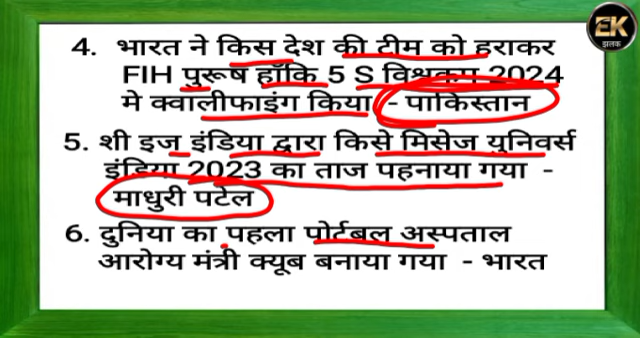 EK
झलक
4. भारत ने किस देश की टीम को हराकर
FIH पुरूष हॉकि 5 S विश्वकप 2024
मे क्वालीफाइंग किया - पाकिस्तान
5. शी इज इंडिया द्वारा किसे मिसेज युनिवर्स
इंडिया 2023 का ताज पहनाया गया -
माधुरी पटेल
6. दुनिया का पहला पोर्टबल अस्पताल
आरोग्य मंत्री क्यूब बनाया गया - भारत